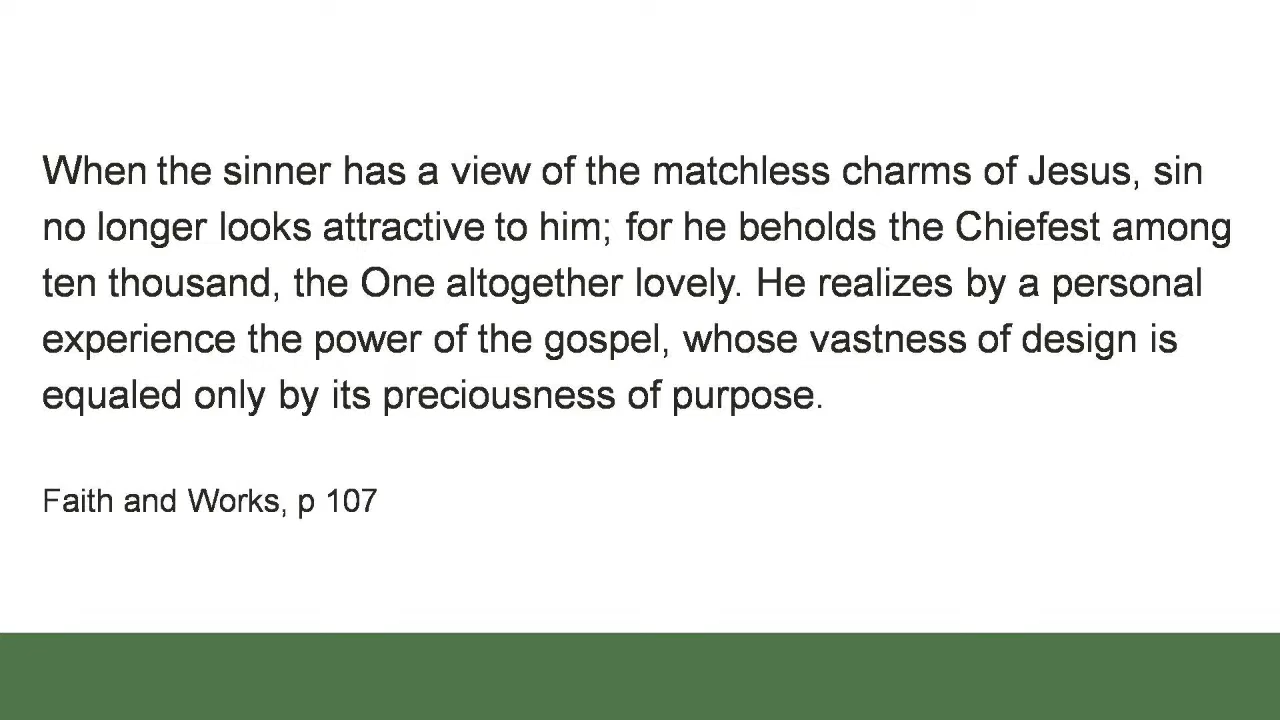 When the sinner has a view of the matchless charms of Jesus, sin
no longer looks attractive to him; for he beholds the Chiefest among
ten thousand, the One altogether lovely. He realizes by a personal
experience the power of the gospel, whose vastness of design is
equaled only by its preciousness of purpose.
Faith and Works, p 107